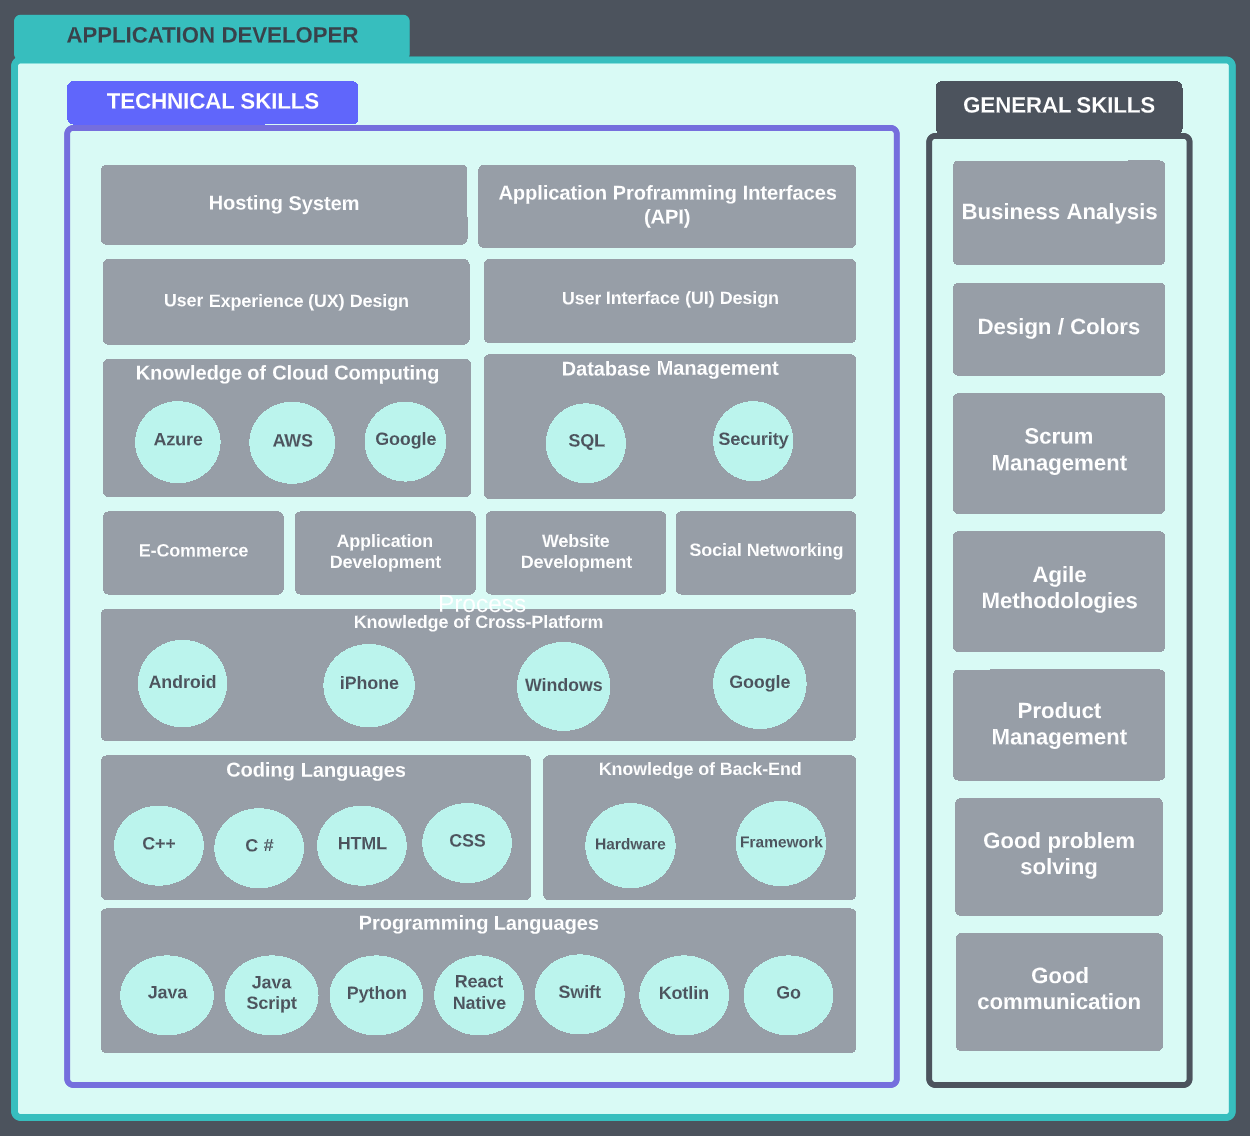 APPLICATION DEVELOPER
TECHNICAL SKILLS
Hosting System
Application Proframming Interfaces
(API)
User Experience (UX) Design
User Interface (UI) Design
Knowledge of Cloud Computing
Azure
AWS
Google
Database Management
SQL
Security
E-Commerce
Application
Development
Website
Development
Social Networking
Process
Knowledge of Cross-Platform
Android
iPhone
Windows
Google
Coding Languages
C++
C #
HTML
CSS
Knowledge of Back-End
Hardware
Framework
Programming Languages
Java
Java
Script
Python
React
Native
Swift
Kotlin
Go
GENERAL SKILLS
Business Analysis
Design / Colors
Scrum
Management
Agile
Methodologies
Product
Management
Good problem
solving
Good
communication